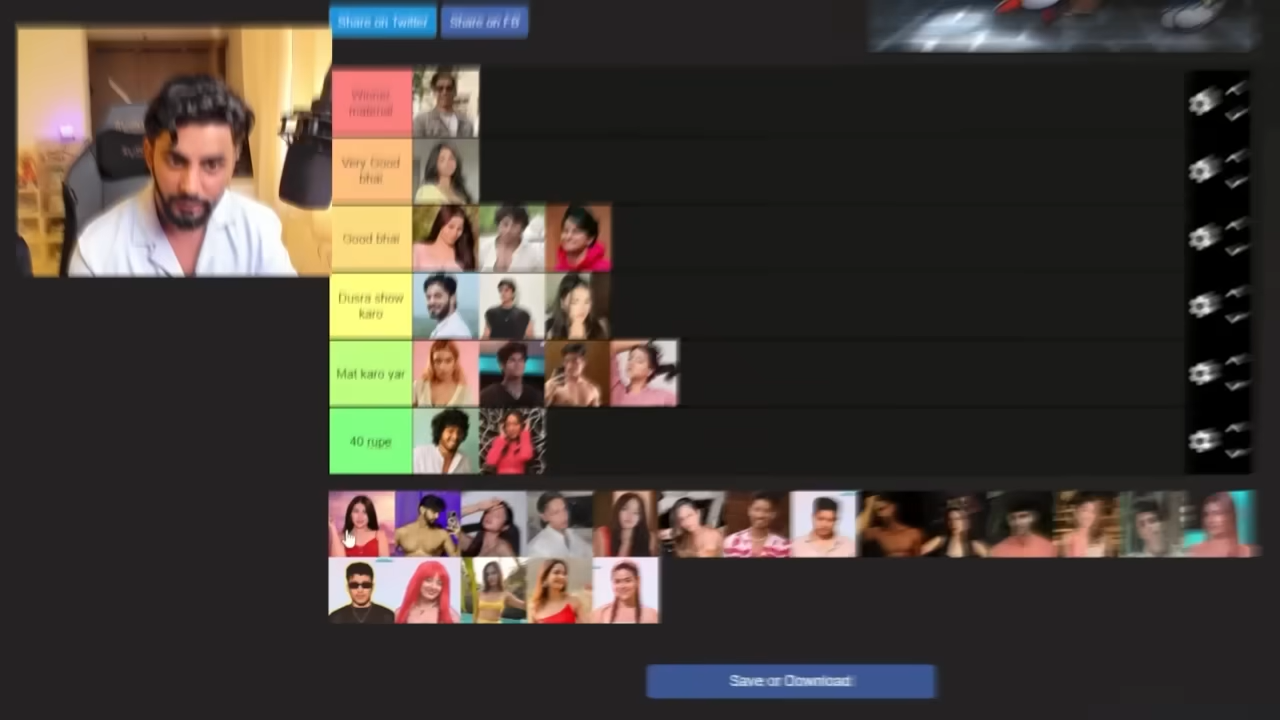 Share on Twitter
Share on FB
Winner
material
Very Good
bhai
Good bhai
Dusra show
karo
Mat karo yar
40 rupe
Save or Download